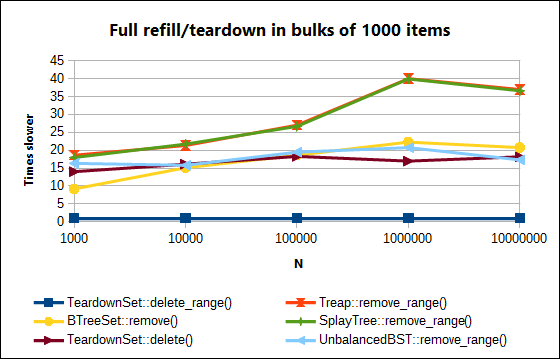 Full refill/teardown in bulks of 1000 items
Times slower
45
40
35
30
25
20
15
10
5
0
1000 10000 100000 1000000 10000000
N
TeardownSet::delete_range() Treap::remove_range()
BTreeSet::remove() SplayTree::remove_range()
TeardownSet::delete() UnbalancedBST::remove_range()